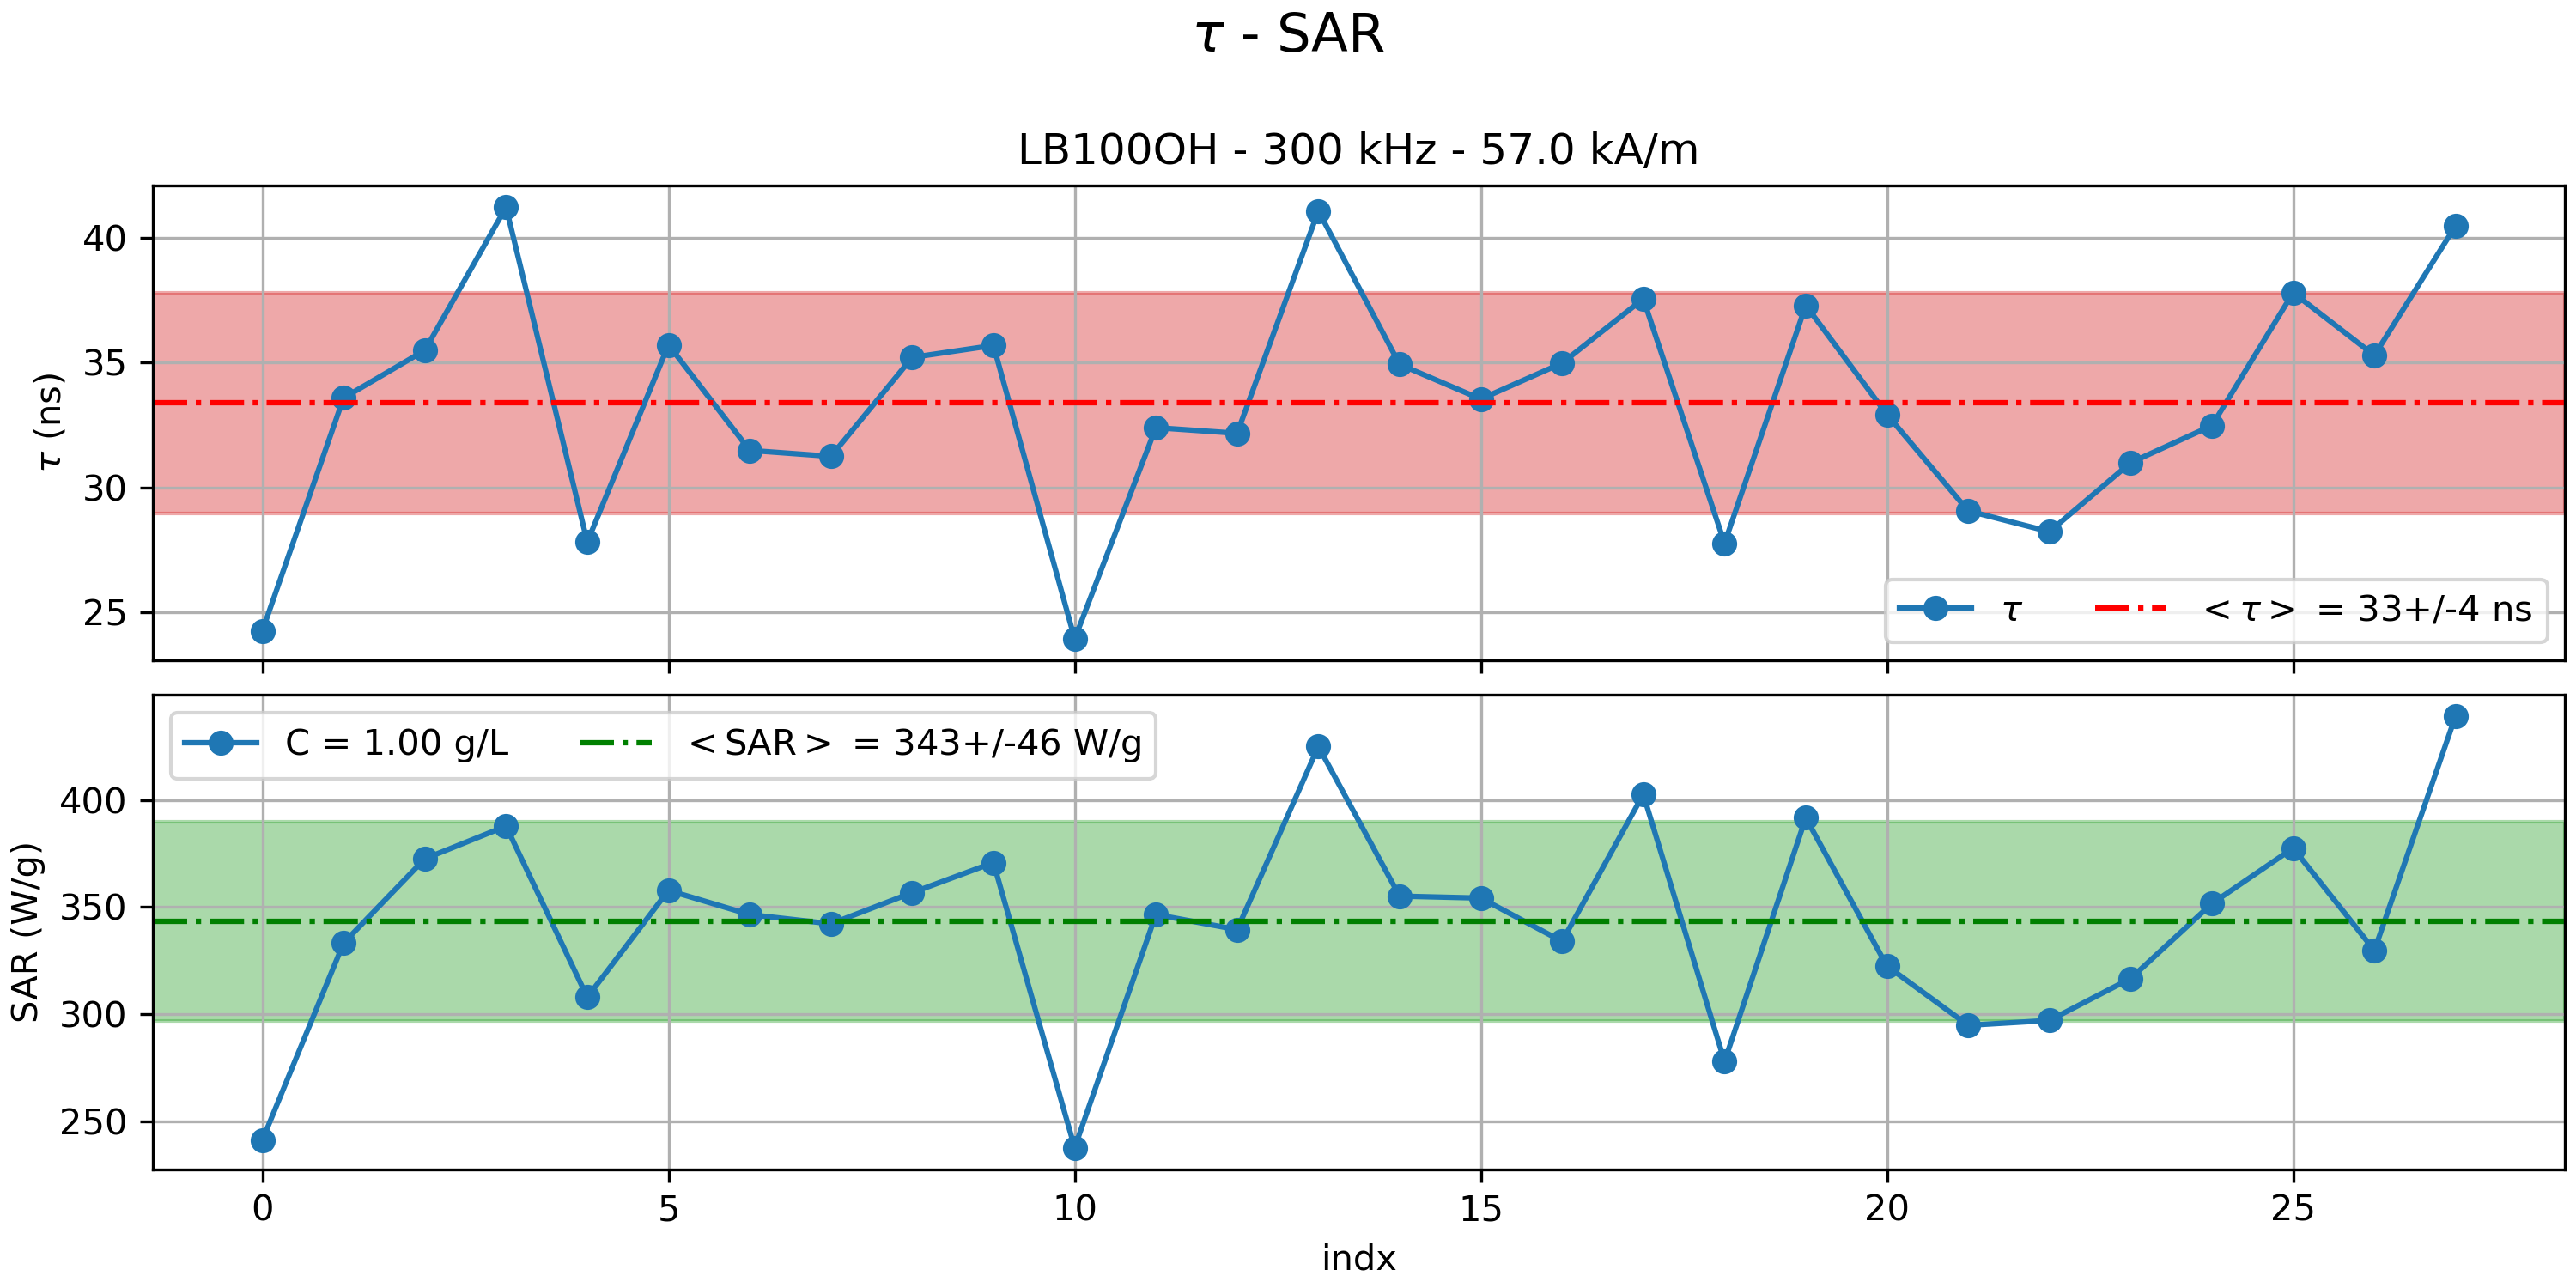 τ - SAR
LB100OH - 300 kHz - 57.0 kA/m
τ (ns)
40
35
30
25
τ
<τ> = 33+/-4 ns
SAR (W/g)
400
350
300
250
C = 1.00 g/L
<SAR> = 343+/-46 W/g
0 5 10 15 20 25
indx